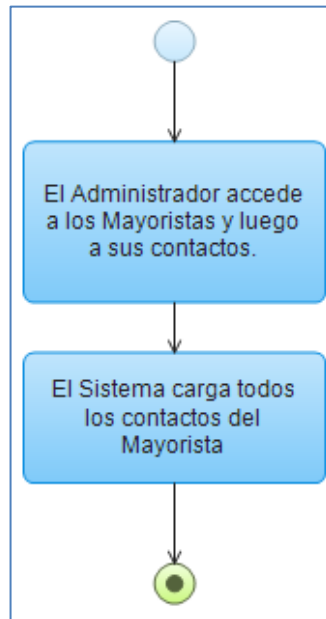 El Administrador accede
a los Mayoristas y luego
a sus contactos.
El Sistema carga todos
los contactos del
Mayorista